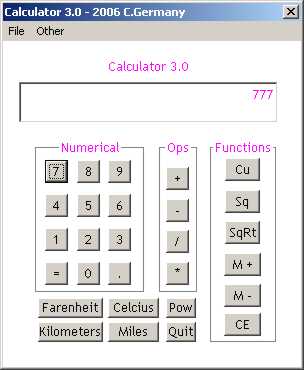 Calculator 3.0 - 2006 C.Germany
File Other
Calculator 3.0
777
Numerical Ops Functions
7 8 9 + Cu
4 5 6 - Sq
1 2 3 / SqRt
= 0 . * M +
M -
CE
Farenheit Celcius Pow
Kilometers Miles Quit